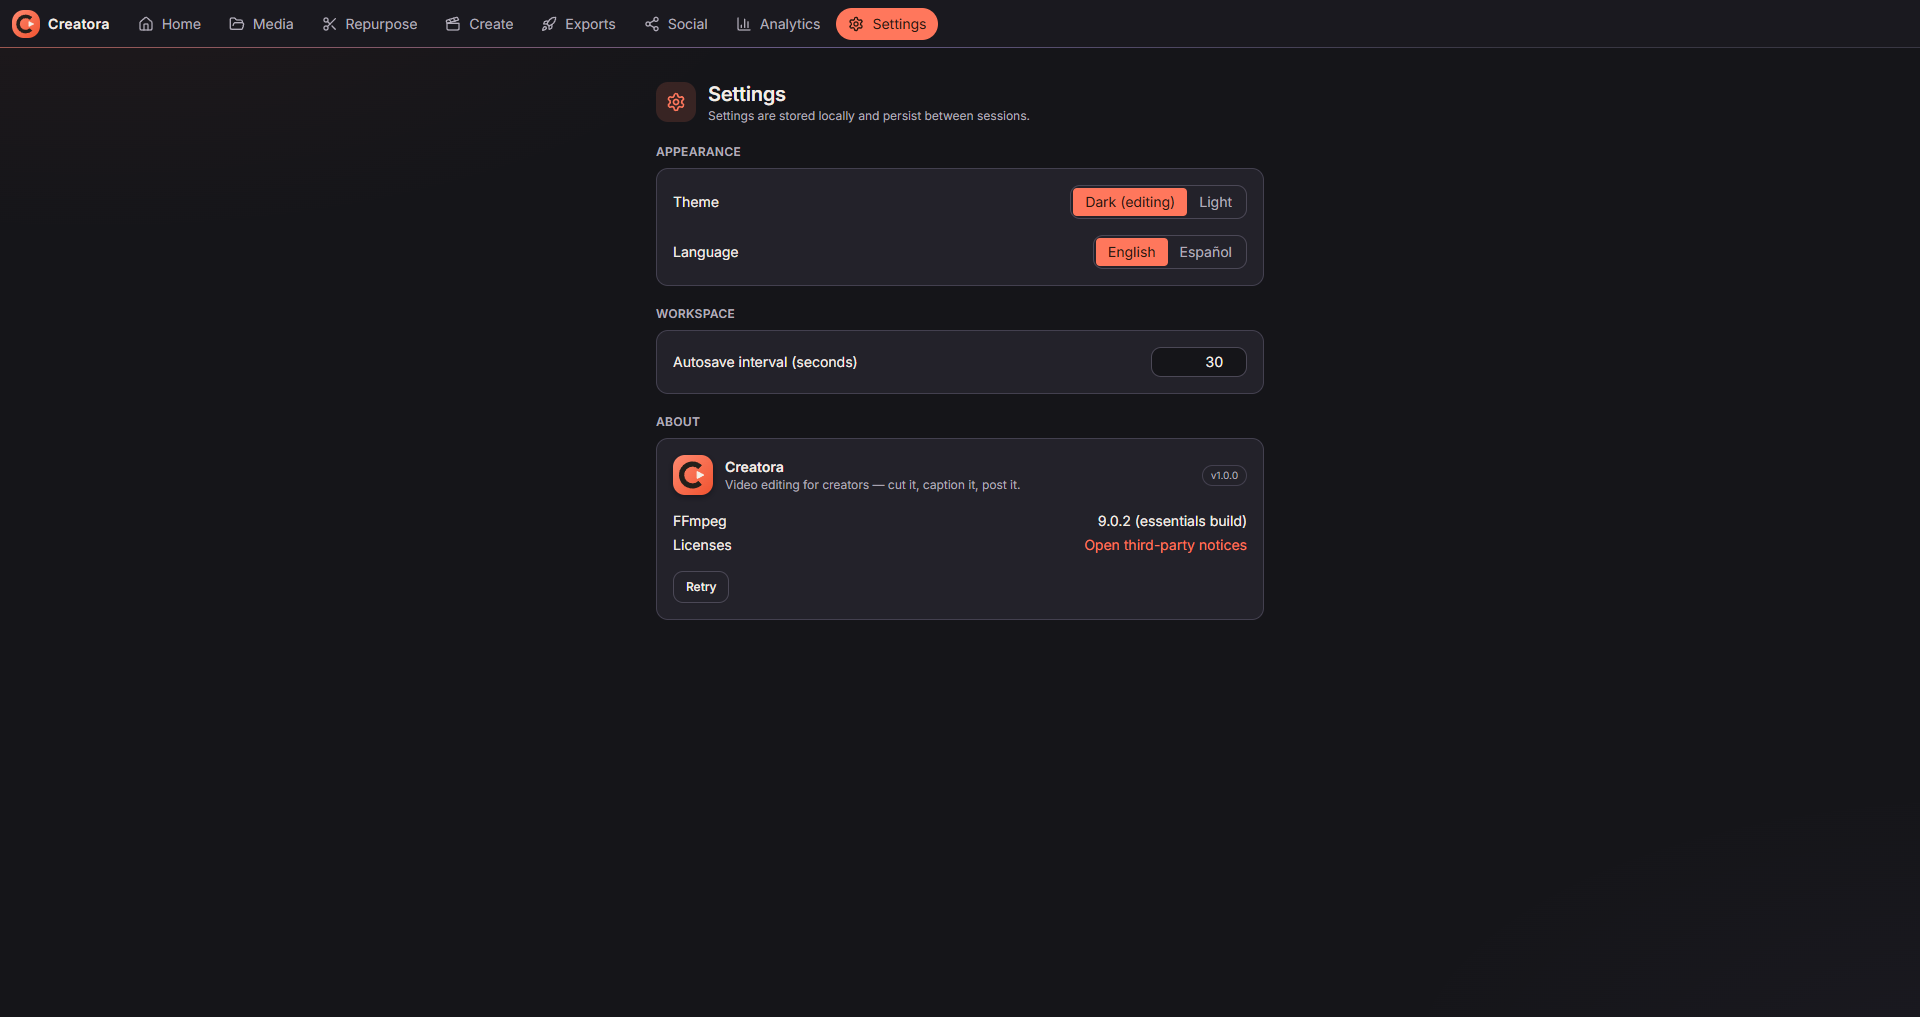 Creatora
Home
Media
Repurpose
Create
Exports
Social
Analytics
Settings
Settings
Settings are stored locally and persist between sessions.
APPEARANCE
Theme
Dark (editing)
Light
Language
English
Español
WORKSPACE
Autosave interval (seconds)
30
ABOUT
Creatora
Video editing for creators — cut it, caption it, post it.
v1.0.0
FFmpeg
9.0.2 (essentials build)
Licenses
Open third-party notices
Retry